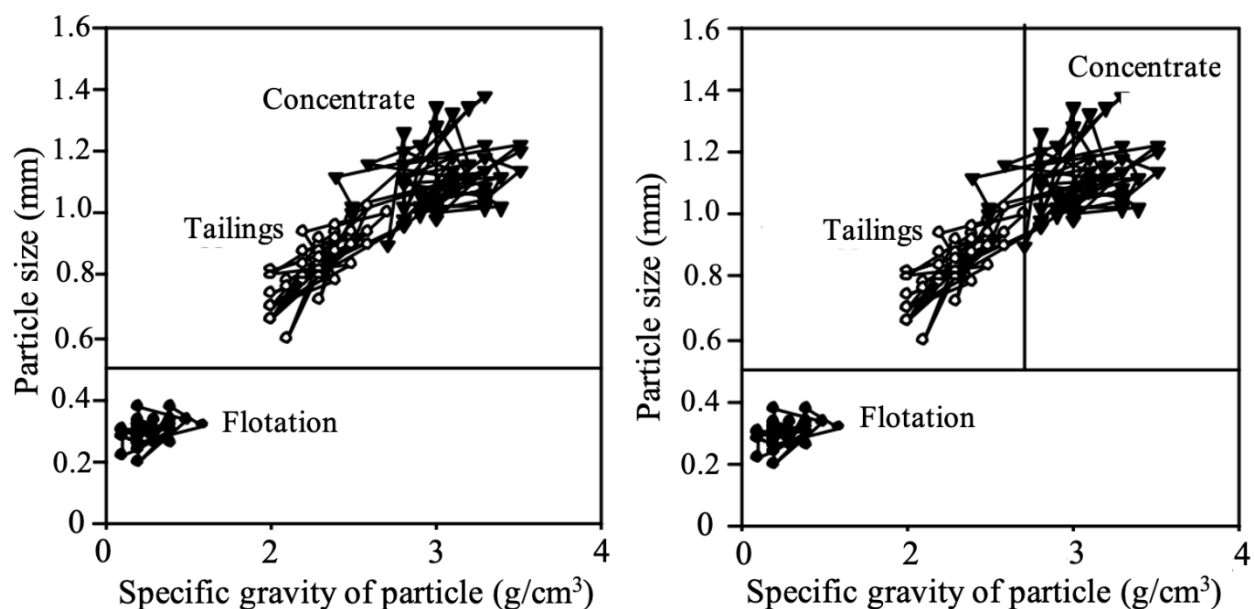 1.6
1.4
1.2
1.0
0.8
0.6
0.4
0.2
0
Particle size (mm)
Concentrate
Tailings
Flotation
0
2
3
4
Specific gravity of particle (g/cm³)
1.6
1.4
1.2
1.0
0.8
0.6
0.4
0.2
0
Particle size (mm)
Concentrate
Tailings
Flotation
0
2
3
4
Specific gravity of particle (g/cm³)